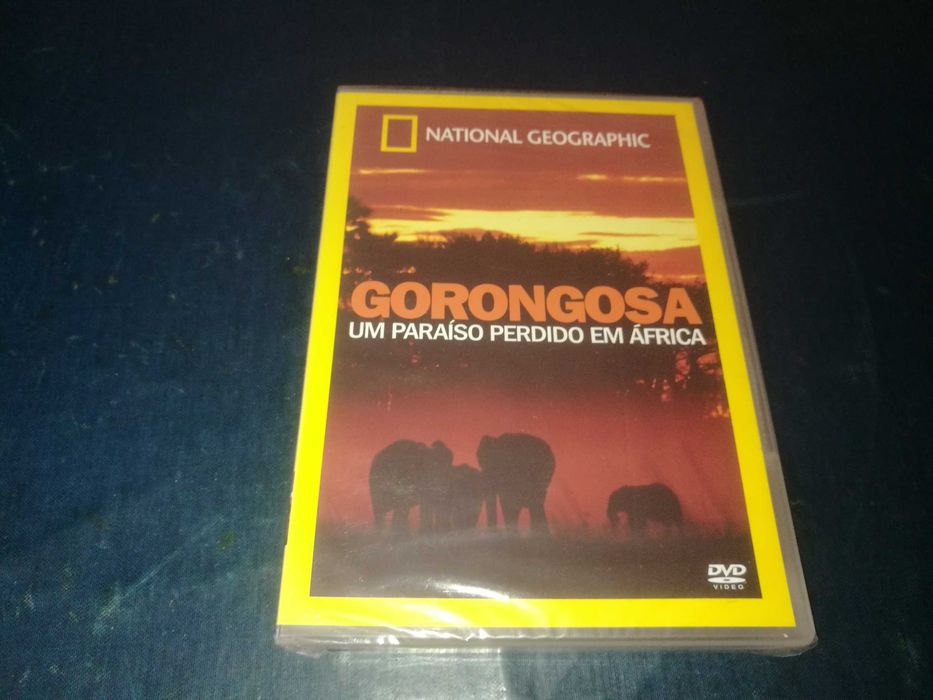 NATIONAL GEOGRAPHIC
GORONGOSA
UM PARAÍSO PERDIDO EM ÁFRICA
DVD
VIDEO